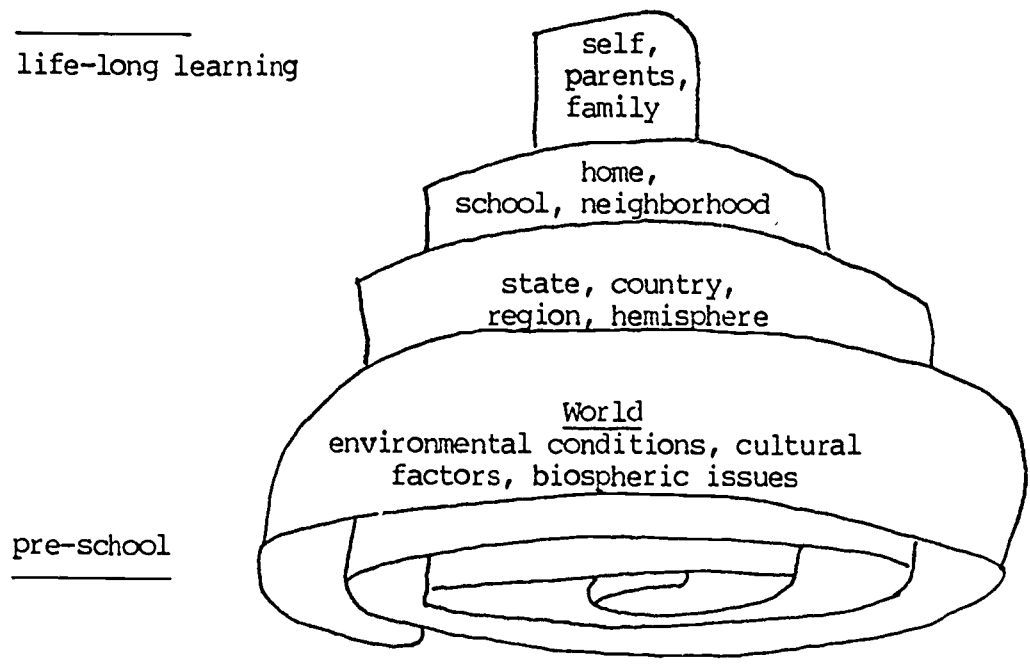 life-long learning
self,
parents,
family
home,
school, neighborhood
state, country,
region, hemisphere
World
environmental conditions, cultural
factors, biospheric issues
pre-school